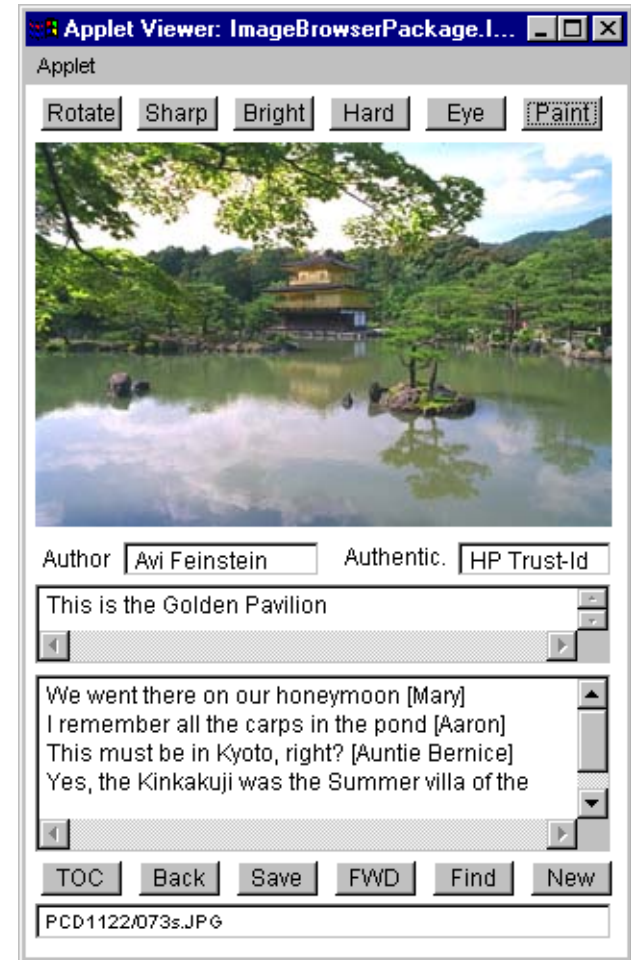 Applet Viewer: ImageBrowserPackage.I...
Applet
Rotate Sharp Bright Hard Eye Paint
Author Avi Feinstein Authentic. HP Trust-Id
This is the Golden Pavilion
We went there on our honeymoon [Mary]
I remember all the carps in the pond [Aaron]
This must be in Kyoto, right? [Auntie Bernice]
Yes, the Kinkakuji was the Summer villa of the
TOC Back Save FWD Find New
PCD1122/073s.JPG